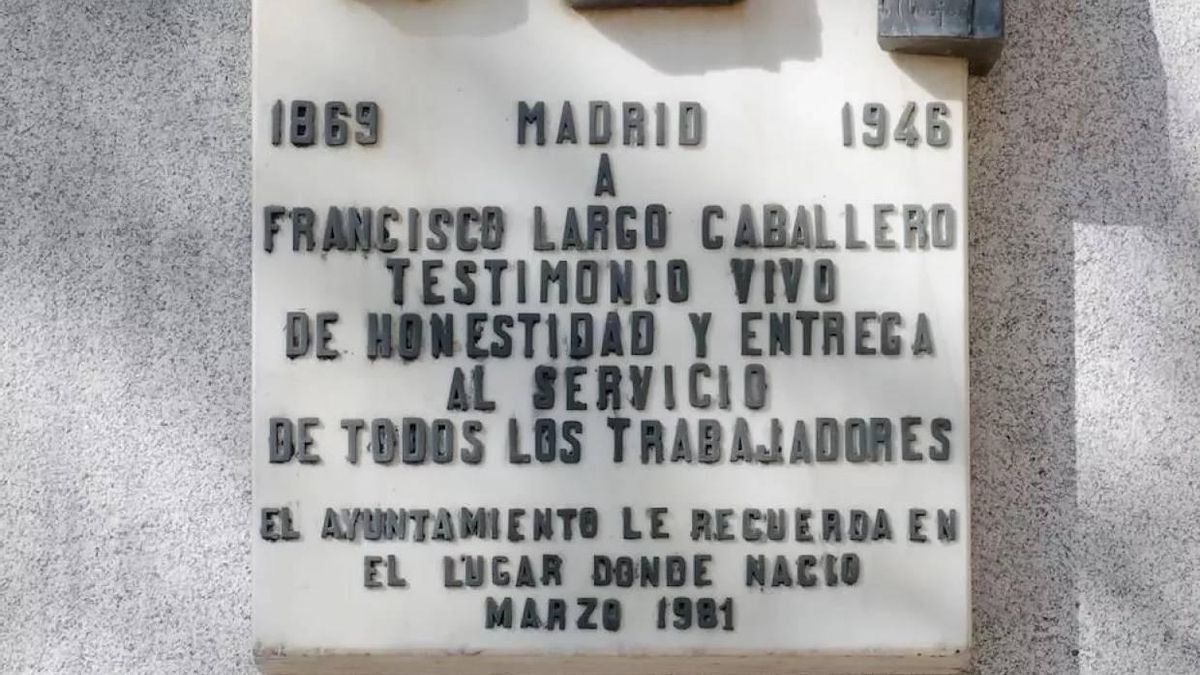 1869 MADRID 1946
A
FRANCISCO LARGO CABALLERO
TESTIMONIO VIVO
DE HONESTIDAD Y ENTREGA
AL SERVICIO
DE TODOS LOS TRABAJADORES
EL AYUNTAMIENTO LE RECUERDA EN
EL LUGAR DONDE NACIO
MARZO 1981